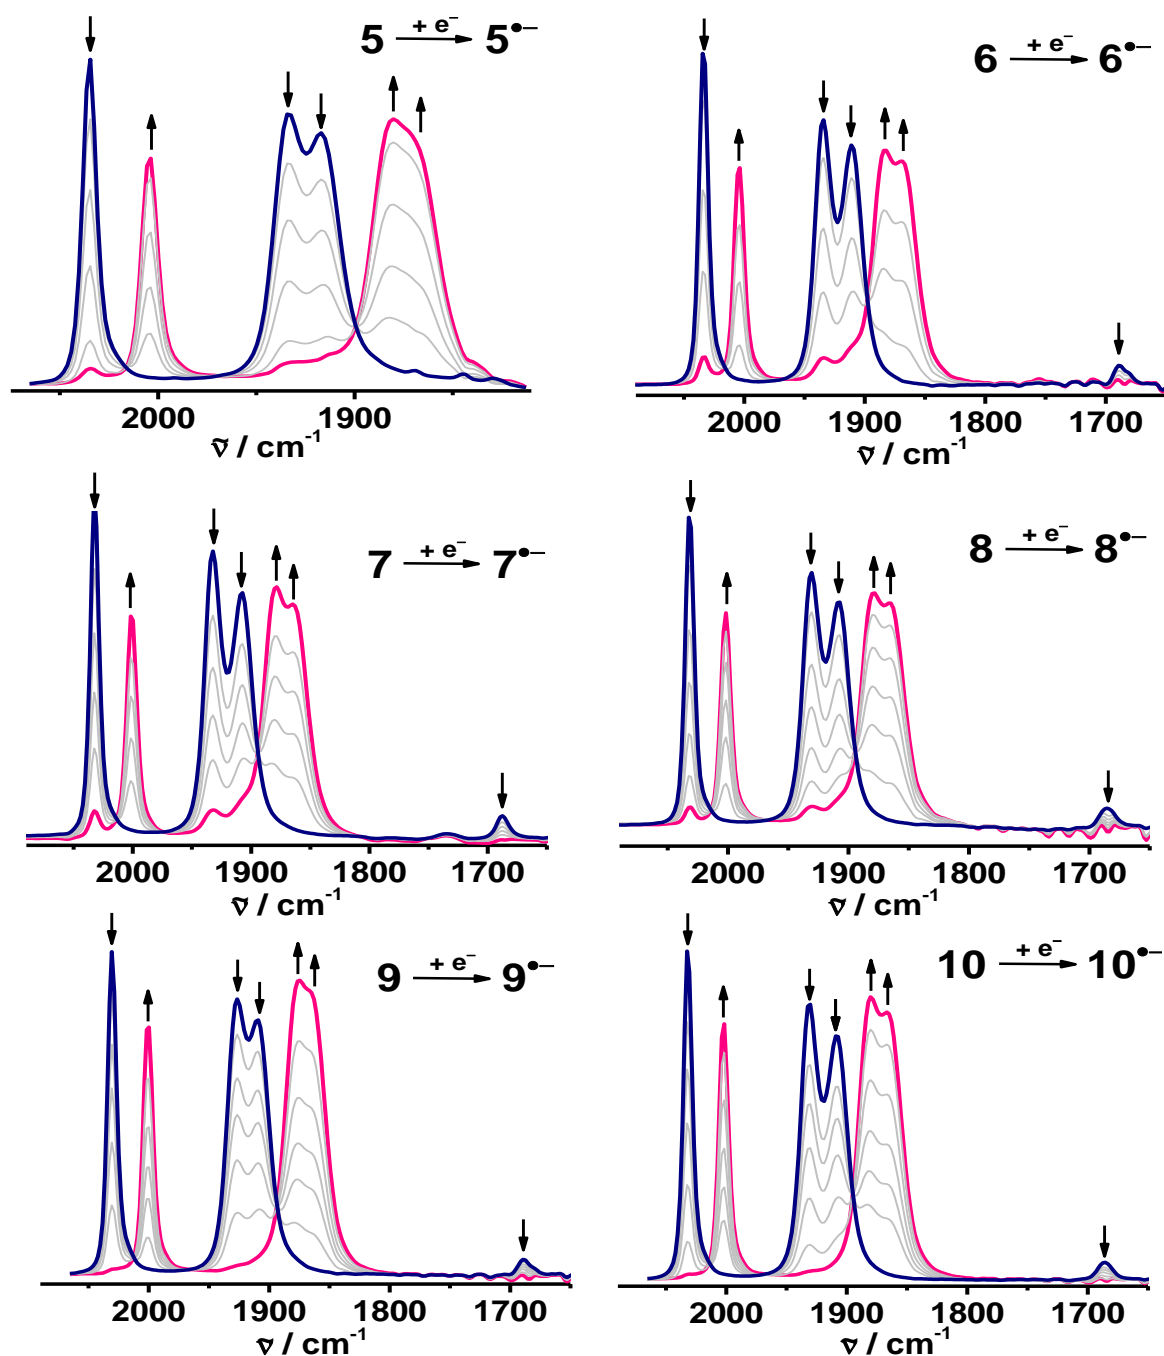 5 + e⁻ → 5•–
6 + e⁻ → 6•–
2000 1900
ṽ / cm⁻¹
2000 1900 1800 1700
ṽ / cm⁻¹
7 + e⁻ → 7•–
8 + e⁻ → 8•–
2000 1900 1800 1700
ṽ / cm⁻¹
2000 1900 1800 1700
ṽ / cm⁻¹
9 + e⁻ → 9•–
10 + e⁻ → 10•–
2000 1900 1800 1700
ṽ / cm⁻¹
2000 1900 1800 1700
ṽ / cm⁻¹